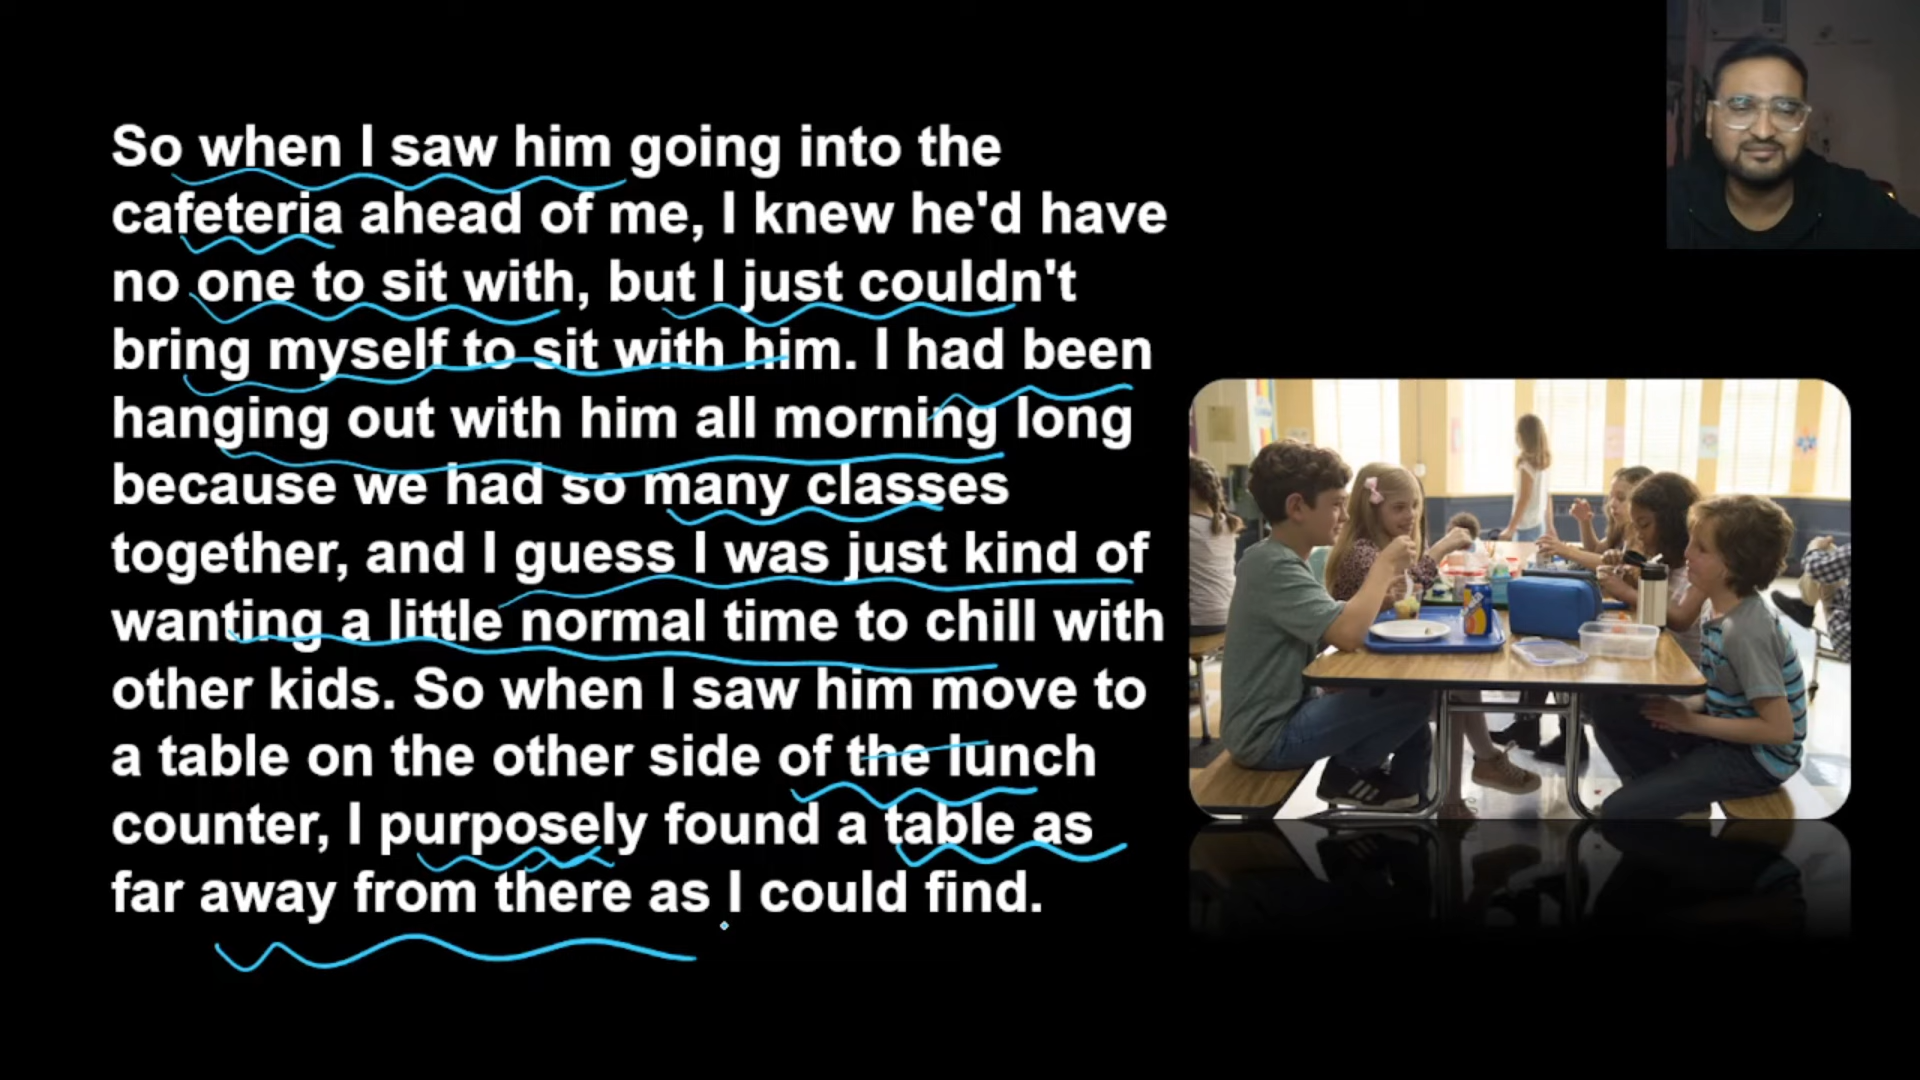 So when I saw him going into the
cafeteria ahead of me, I knew he'd have
no one to sit with, but I just couldn't
bring myself to sit with him. I had been
hanging out with him all morning long
because we had so many classes
together, and I guess I was just kind of
wanting a little normal time to chill with
other kids. So when I saw him move to
a table on the other side of the lunch
counter, I purposely found a table as
far away from there as I could find.